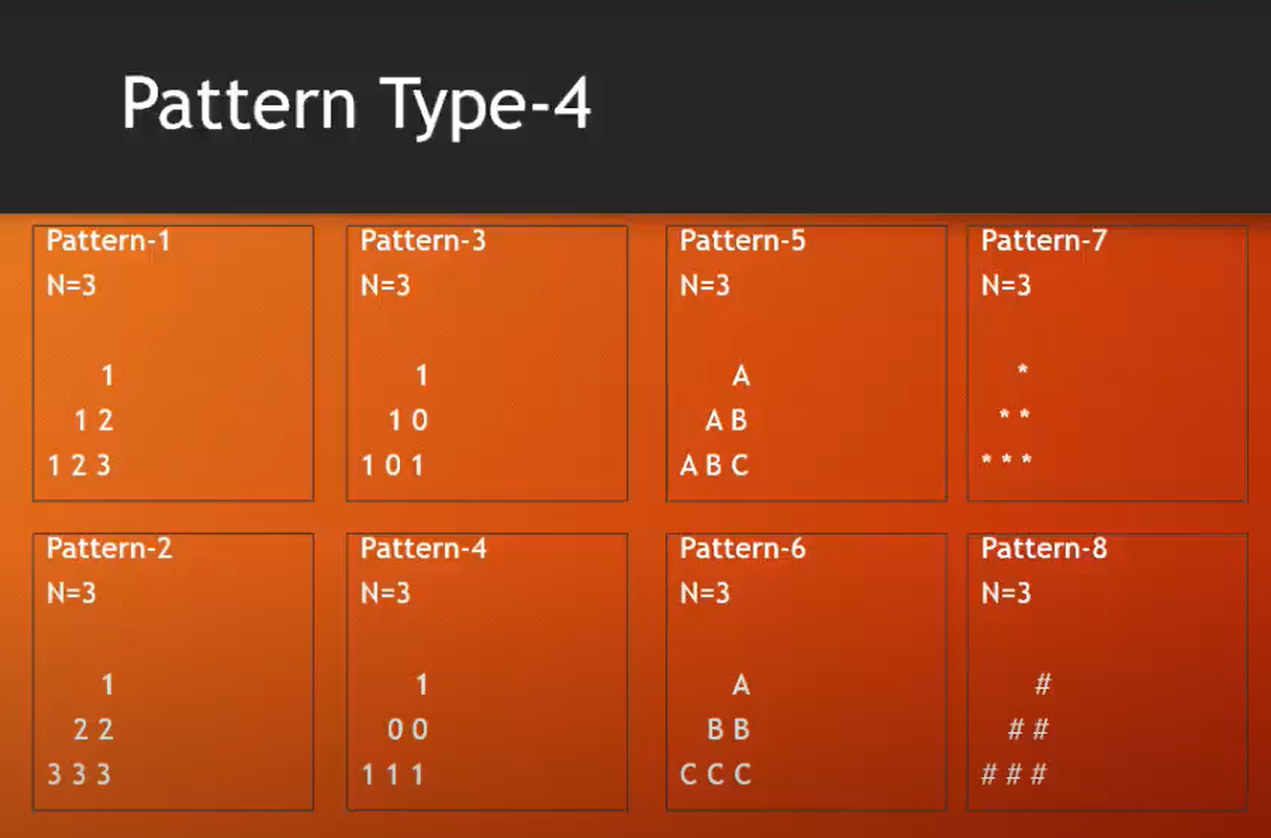 Pattern Type-4
Pattern-1
N=3
1
1 2
1 2 3
Pattern-3
N=3
1
1 0
1 0 1
Pattern-5
N=3
A
A B
A B C
Pattern-7
N=3
*
* *
* * *
Pattern-2
N=3
1
2 2
3 3 3
Pattern-4
N=3
1
0 0
1 1 1
Pattern-6
N=3
A
B B
C C C
Pattern-8
N=3
#
# #
# # #